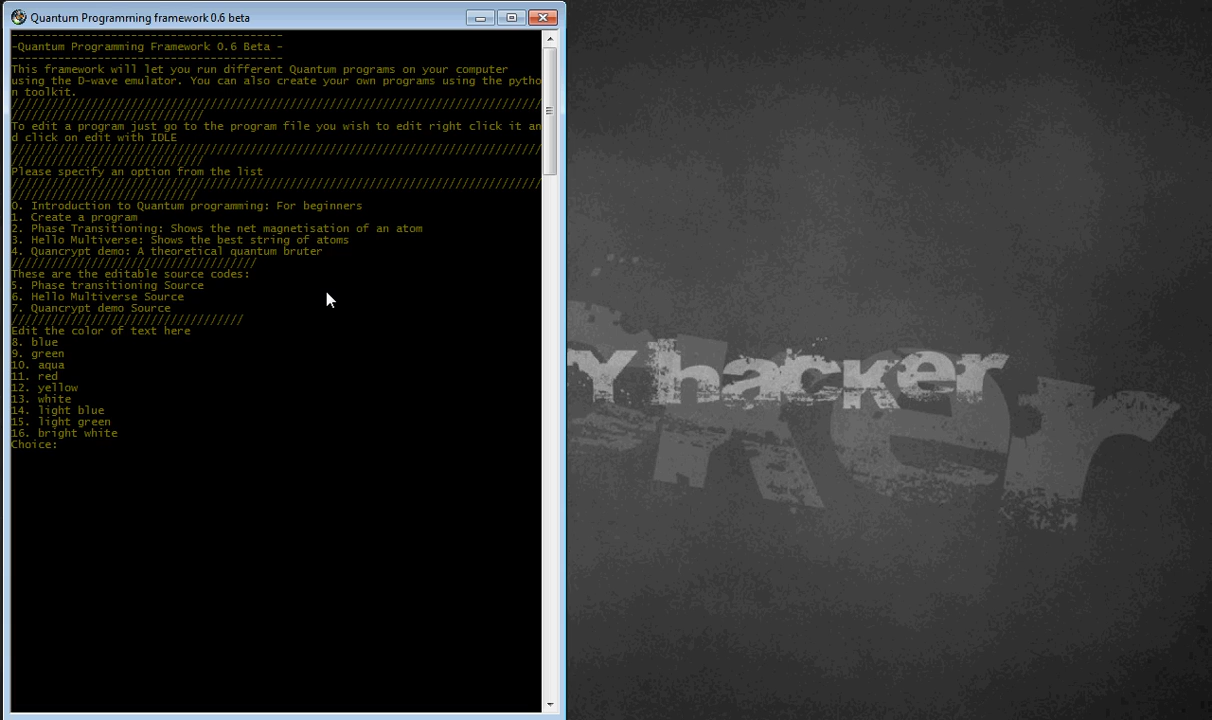 Quantum Programming framework 0.6 beta
-----------------------------------------
-Quantum Programming Framework 0.6 Beta -
-----------------------------------------
This framework will let you run different Quantum programs on your computer
using the D-wave emulator. You can also create your own programs using the pytho
n toolkit.
////////////////////////////////////////////////////////////////////////////////
/////////////////////////////
To edit a program just go to the program file you wish to edit right click it an
d click on edit with IDLE
////////////////////////////////////////////////////////////////////////////////
/////////////////////////////
Please specify an option from the list
////////////////////////////////////////////////////////////////////////////////
////////////////////////////
0. Introduction to Quantum programming: For beginners
1. Create a program
2. Phase Transitioning: Shows the net magnetisation of an atom
3. Hello Multiverse: Shows the best string of atoms
4. Quancrypt demo: A theoretical quantum bruter
/////////////////////////////////////
These are the editable source codes:
5. Phase transitioning Source
6. Hello Multiverse Source
7. Quancrypt demo Source
///////////////////////////////////
Edit the color of text here
8. blue
9. green
10. aqua
11. red
12. yellow
13. white
14. light blue
15. light green
16. bright white
Choice:
Y hacker